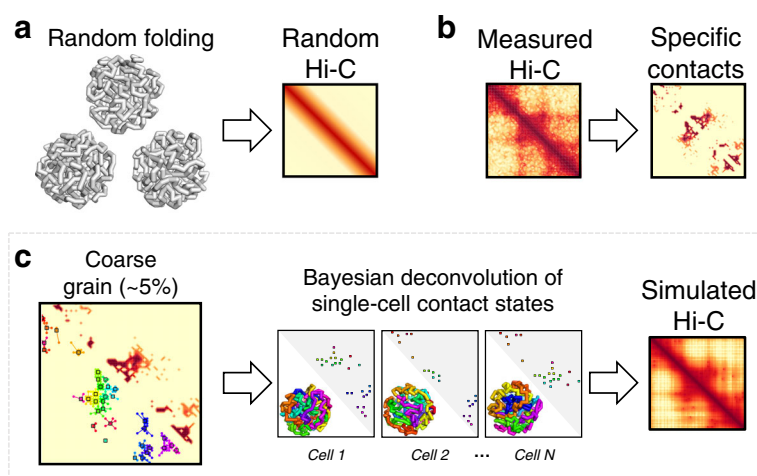 a
Random folding
Random
Hi-C
b
Measured
Hi-C
Specific
contacts
c
Coarse
grain (~5%)
Bayesian deconvolution of
single-cell contact states
Cell 1
Cell 2
...
Cell N
Simulated
Hi-C